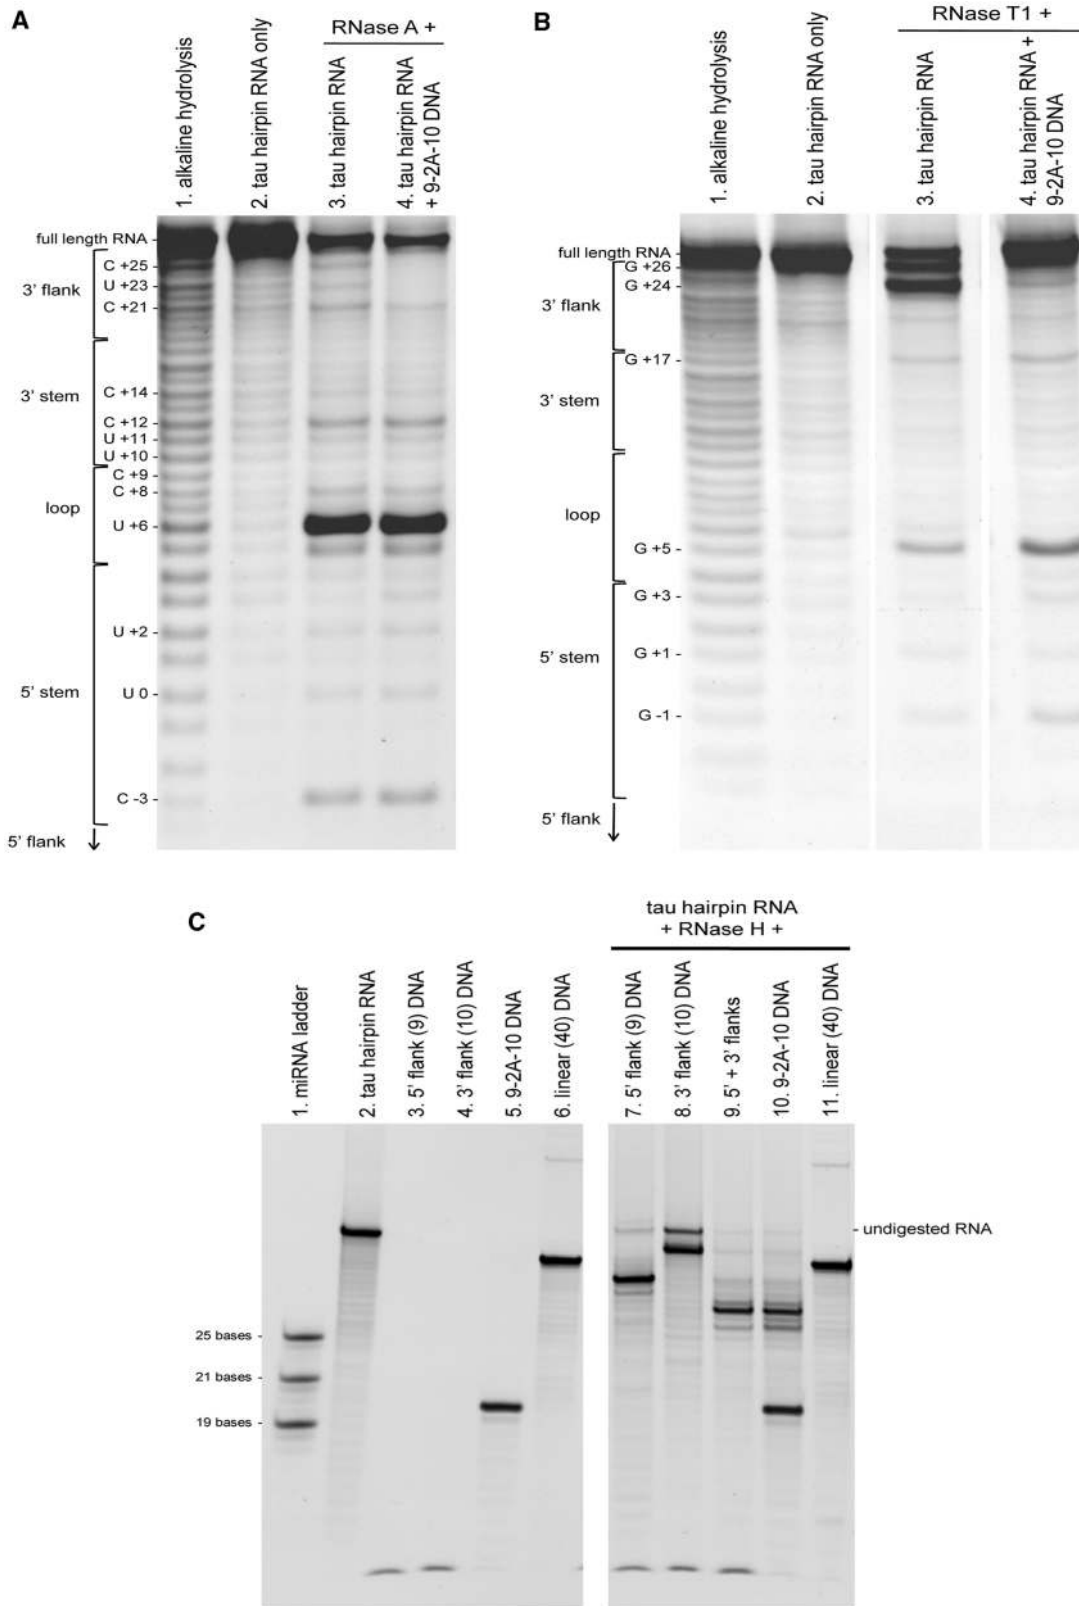 A
RNase A +
1. alkaline hydrolysis
2. tau hairpin RNA only
3. tau hairpin RNA
4. tau hairpin RNA
+ 9-2A-10 DNA
full length RNA -
C +25 -
3' flank
U +23 -
C +21 -
3' stem
C +14 -
C +12 -
U +11 -
U +10 -
C +9 -
C +8 -
loop
U +6 -
U +2 -
5' stem
U 0 -
C -3 -
5' flank
B
RNase T1 +
1. alkaline hydrolysis
2. tau hairpin RNA only
3. tau hairpin RNA
4. tau hairpin RNA +
9-2A-10 DNA
full length RNA -
G +26 -
G +24 -
3' flank
G +17 -
3' stem
loop
G +5 -
G +3 -
5' stem
G +1 -
G -1 -
5' flank
C
tau hairpin RNA
+ RNase H +
1. miRNA ladder
2. tau hairpin RNA
3. 5' flank (9) DNA
4. 3' flank (10) DNA
5. 9-2A-10 DNA
6. linear (40) DNA
7. 5' flank (9) DNA
8. 3' flank (10) DNA
9. 5' + 3' flanks
10. 9-2A-10 DNA
11. linear (40) DNA
- undigested RNA
25 bases -
21 bases -
19 bases -